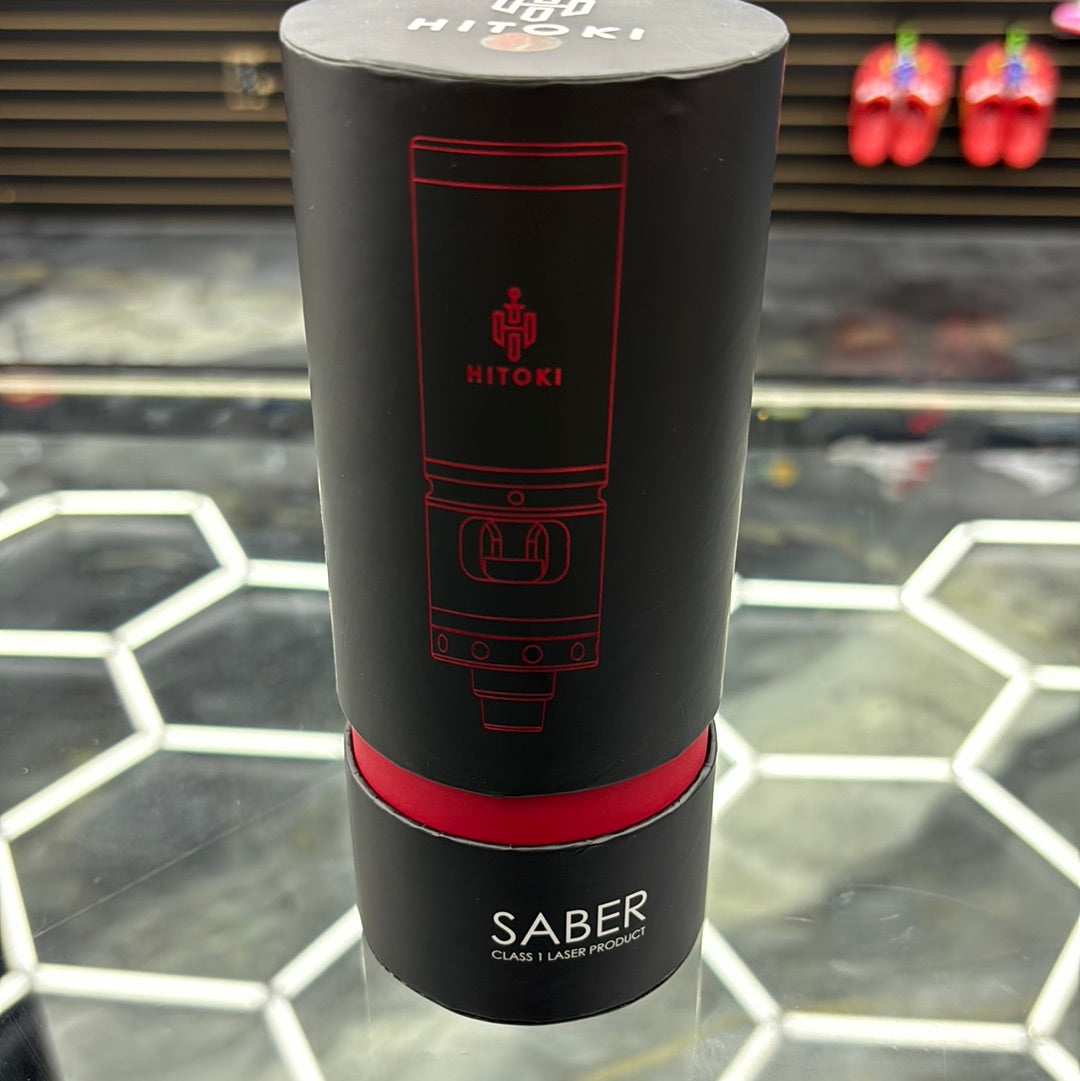 HITOKI
HITOKI
SABER
CLASS 1 LASER PRODUCT